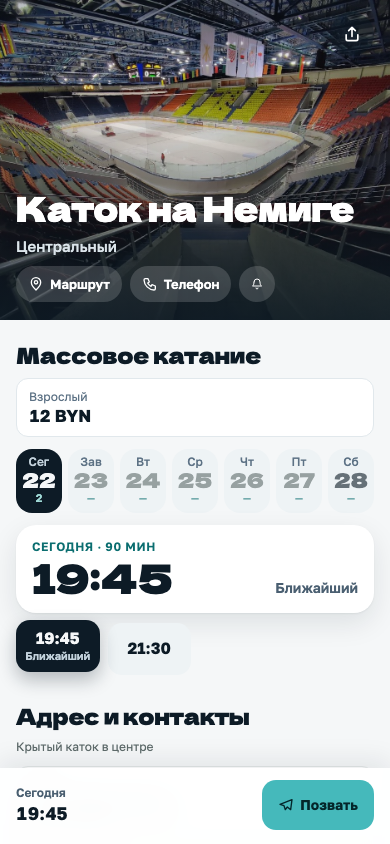 Каток на Немиге
Центральный
Маршрут
Телефон
Массовое катание
Взрослый
12 BYN
Сег Зав Вт Ср Чт Пт Сб
22 23 24 25 26 27 28
2 – – – – – –
СЕГОДНЯ · 90 МИН
19:45
Ближайший
19:45
Ближайший
21:30
Адрес и контакты
Крытый каток в центре
Сегодня
19:45
Позвать